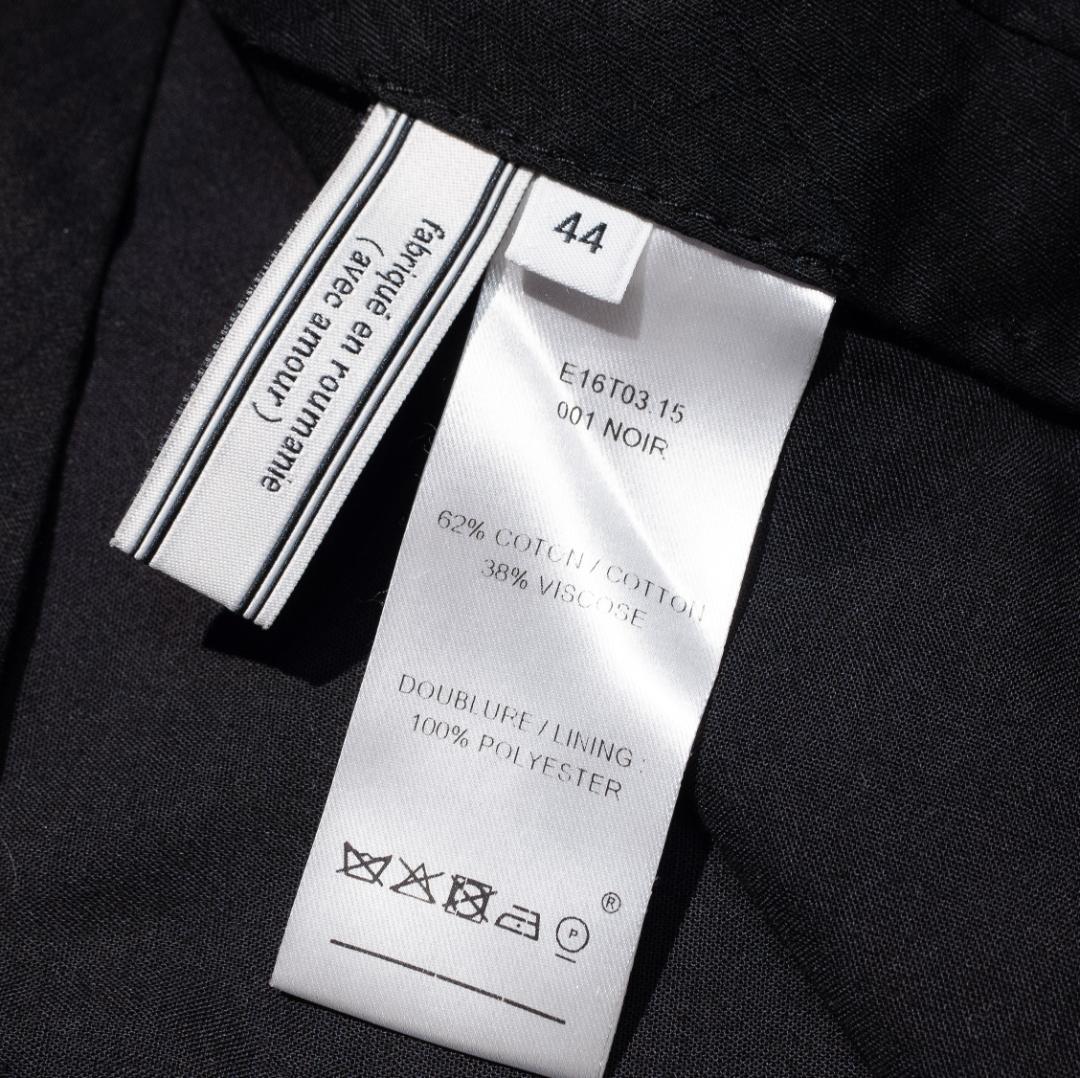 fabriqué en roumanie
(avec amour)
44
E16T03.15
001 NOIR
62% COTON / COTTON
38% VISCOSE
DOUBLURE / LINING :
100% POLYESTER
®
P